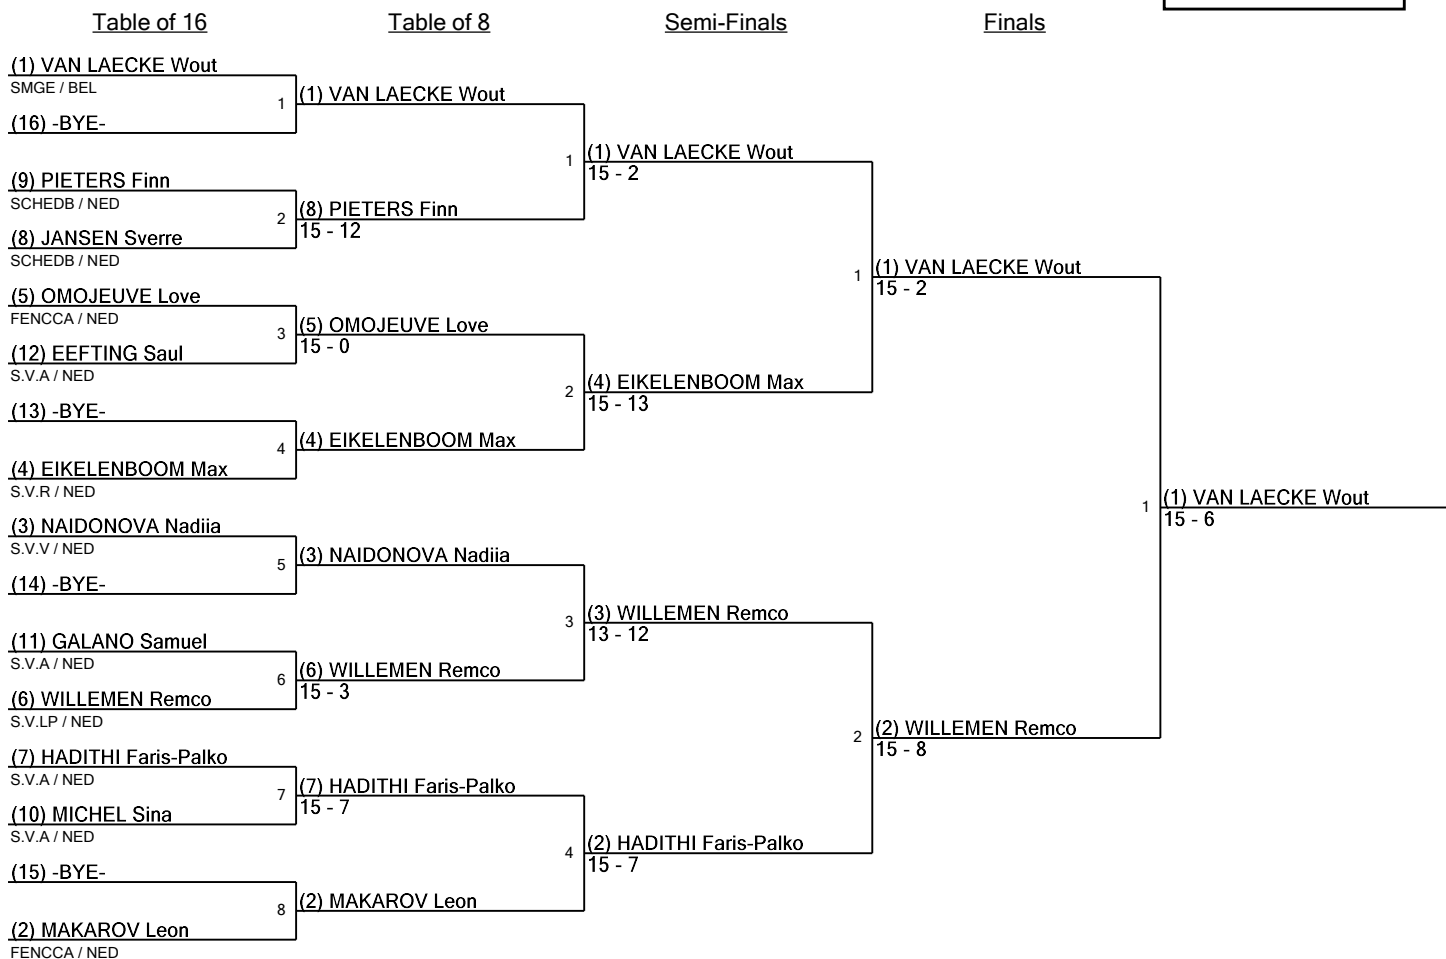 Table of 16
Table of 8
Semi-Finals
Finals
(1) VAN LAECKE Wout
SMGE / BEL
1
(16) -BYE-
(9) PIETERS Finn
SCHEDB / NED
2
(8) JANSEN Sverre
SCHEDB / NED
(5) OMOJEUVE Love
FENCCA / NED
3
(12) EEFTING Saul
S.V.A / NED
(13) -BYE-
4
(4) EIKELENBOOM Max
S.V.R / NED
(3) NAIDONOVA Nadiia
S.V.V / NED
5
(14) -BYE-
(11) GALANO Samuel
S.V.A / NED
6
(6) WILLEMEN Remco
S.V.LP / NED
(7) HADITHI Faris-Palko
S.V.A / NED
7
(10) MICHEL Sina
S.V.A / NED
(15) -BYE-
8
(2) MAKAROV Leon
FENCCA / NED
(1) VAN LAECKE Wout
1
(8) PIETERS Finn
15 - 12
(5) OMOJEUVE Love
15 - 0
2
(4) EIKELENBOOM Max
(3) NAIDONOVA Nadiia
3
(6) WILLEMEN Remco
15 - 3
(7) HADITHI Faris-Palko
15 - 7
4
(2) MAKAROV Leon
(1) VAN LAECKE Wout
15 - 2
1
(4) EIKELENBOOM Max
15 - 13
(3) WILLEMEN Remco
13 - 12
2
(2) HADITHI Faris-Palko
15 - 7
(1) VAN LAECKE Wout
15 - 2
1
(2) WILLEMEN Remco
15 - 8
(1) VAN LAECKE Wout
15 - 6